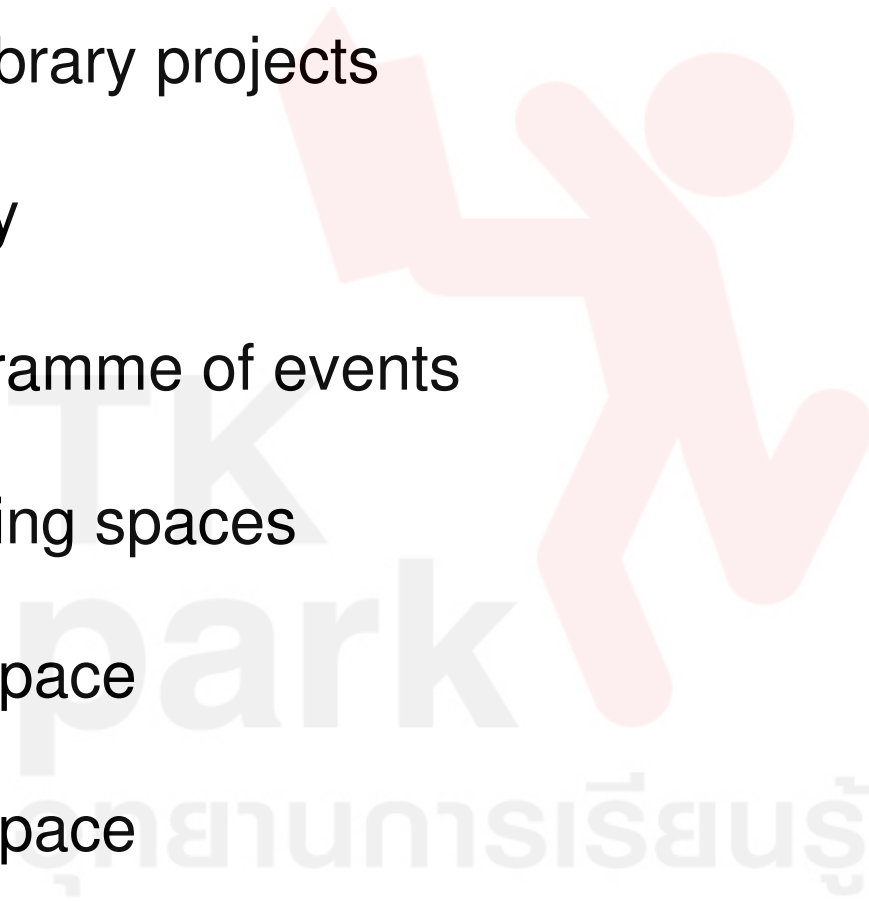 brary projects
y
ramme of events
ing spaces
pace
pace
TK
park
อุทยานการเรียนรู้